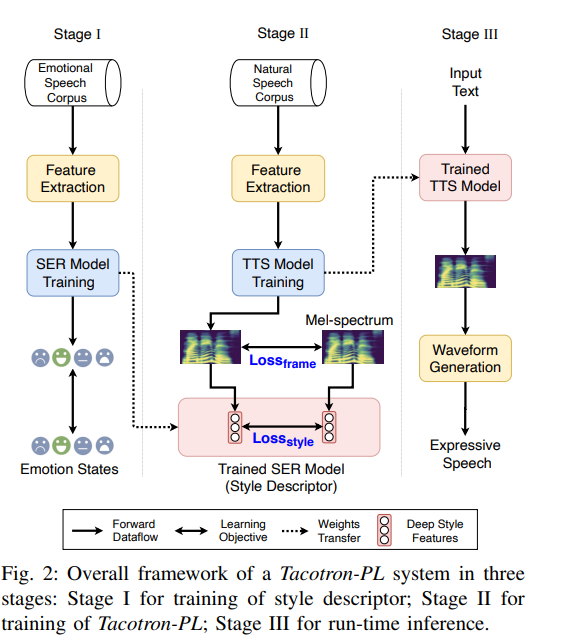 Stage I
Stage II
Stage III
Emotional
Speech
Corpus
Natural
Speech
Corpus
Input
Text
Feature
Extraction
Feature
Extraction
Trained
TTS Model
SER Model
Training
TTS Model
Training
Mel-spectrum
Lossframe
Waveform
Generation
Lossstyle
Emotion States
Trained SER Model
(Style Descriptor)
Expressive
Speech
Forward
Dataflow
Learning
Objective
Weights
Transfer
Deep Style
Features
Fig. 2: Overall framework of a Tacotron-PL system in three
stages: Stage I for training of style descriptor; Stage II for
training of Tacotron-PL; Stage III for run-time inference.